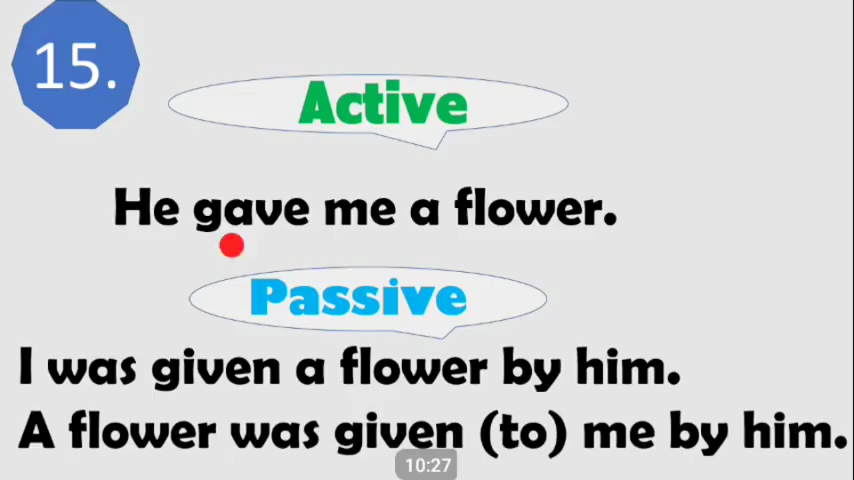 15.
Active
He gave me a flower.
Passive
I was given a flower by him.
A flower was given (to) me by him.
10:27